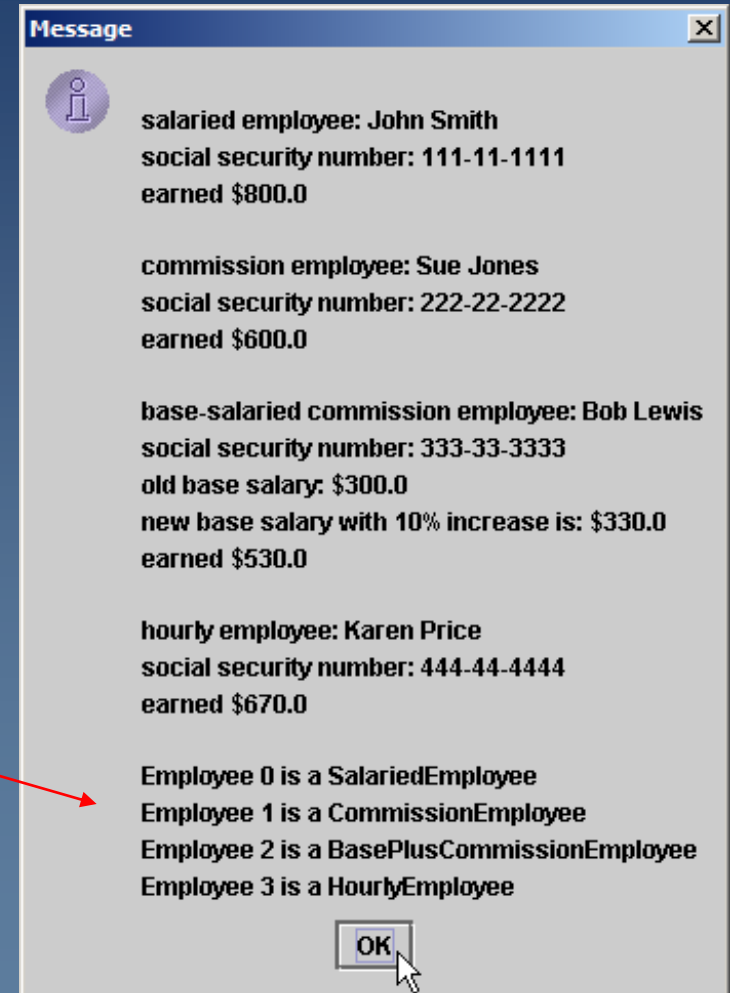 Message
salaried employee: John Smith
social security number: 111-11-1111
earned $800.0
commission employee: Sue Jones
social security number: 222-22-2222
earned $600.0
base-salaried commission employee: Bob Lewis
social security number: 333-33-3333
old base salary: $300.0
new base salary with 10% increase is: $330.0
earned $530.0
hourly employee: Karen Price
social security number: 444-44-4444
earned $670.0
Employee 0 is a SalariedEmployee
Employee 1 is a CommissionEmployee
Employee 2 is a BasePlusCommissionEmployee
Employee 3 is a HourlyEmployee
OK